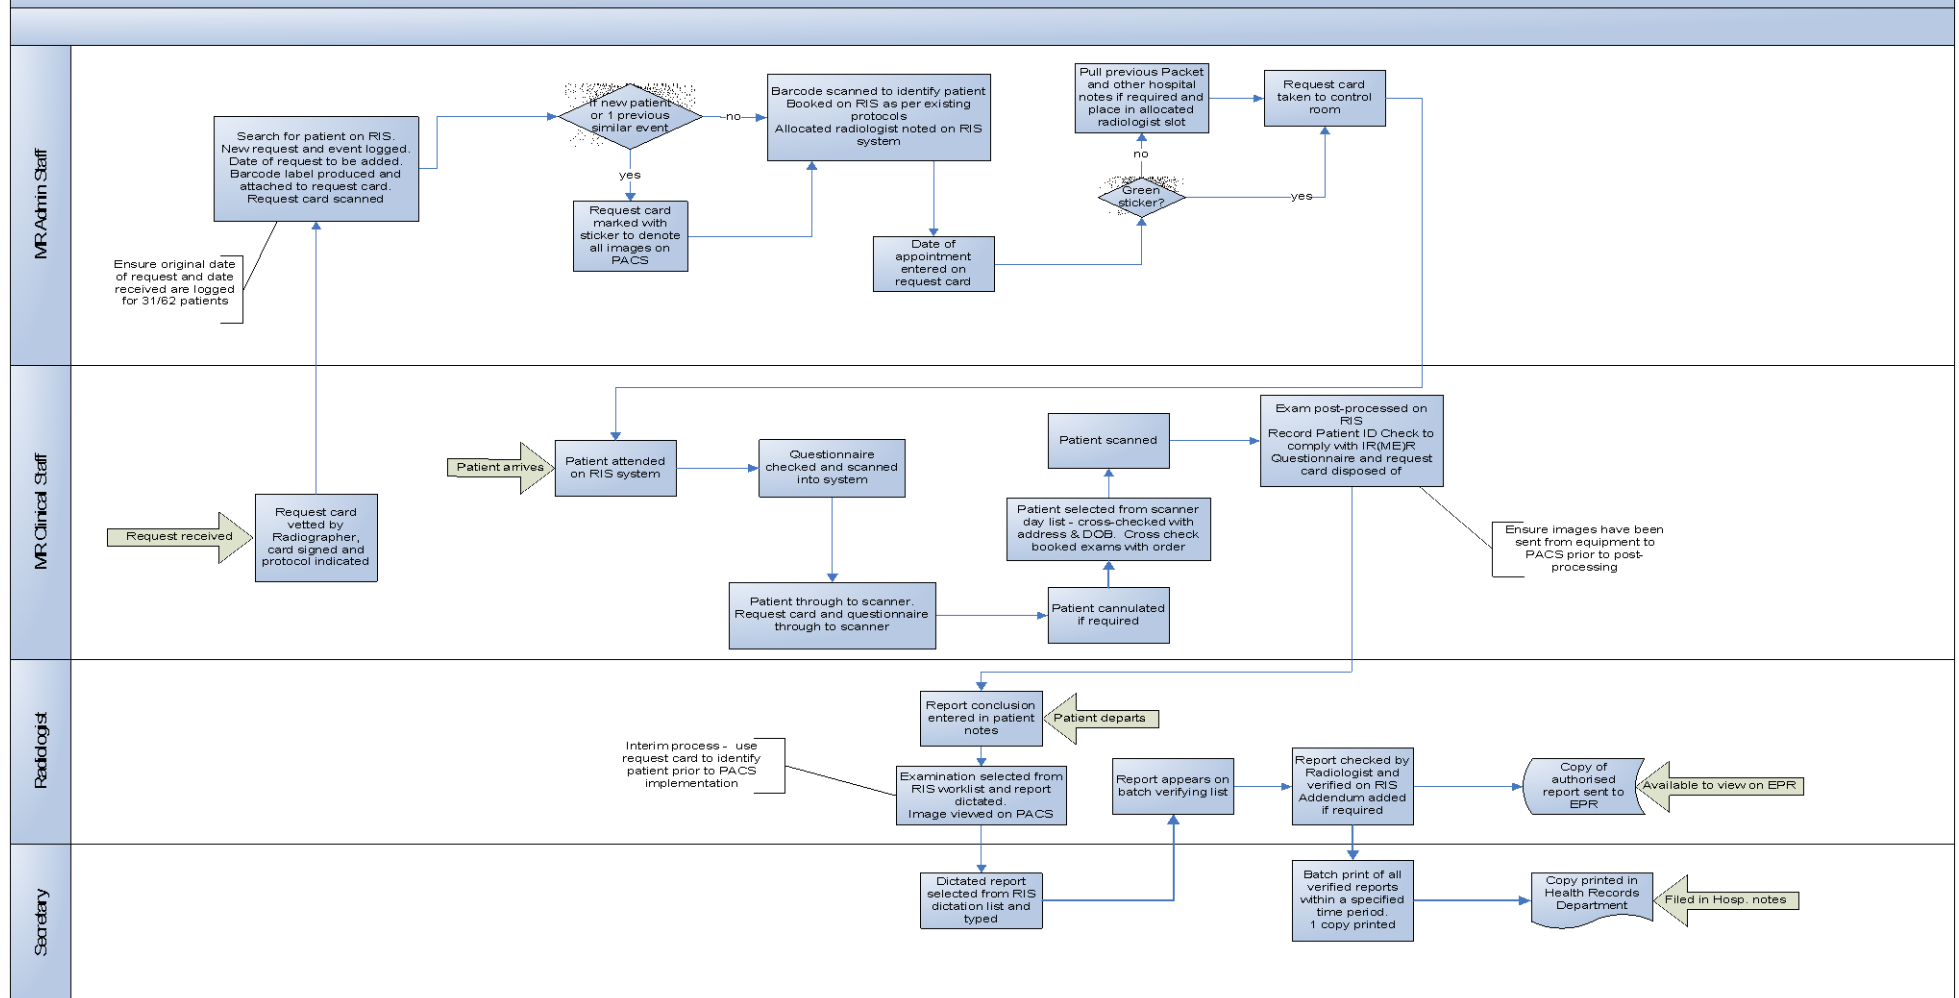 MR Admin Staff
Search for patient on RIS.
New request and event logged.
Date of request to be added.
Barcode label produced and
attached to request card.
Request card scanned
Ensure original date
of request and date
received are logged
for 31/62 patients
If new patient
or 1 previous
similar event
no
yes
Request card
marked with
sticker to denote
all images on
PACS
Barcode scanned to identify patient
Booked on RIS as per existing
protocols
Allocated radiologist noted on RIS
system
Date of
appointment
entered on
request card
Pull previous Packet
and other hospital
notes if required and
place in allocated
radiologist slot
no
Green
sticker?
yes
Request card
taken to control
room
MR Clinical Staff
Request received
Request card
vetted by
Radiographer,
card signed and
protocol indicated
Patient arrives
Patient attended
on RIS system
Questionnaire
checked and scanned
into system
Patient through to scanner.
Request card and questionnaire
through to scanner
Patient cannulated
if required
Patient selected from scanner
day list - cross-checked with
address & DOB.  Cross check
booked exams with order
Patient scanned
Exam post-processed on
RIS
Record Patient ID Check to
comply with IR(ME)R
Questionnaire and request
card disposed of
Ensure images have been
sent from equipment to
PACS prior to post-
processing
Radiologist
Report conclusion
entered in patient
notes
Patient departs
Interim process -  use
request card to identify
patient prior to PACS
implementation
Examination selected from
RIS worklist and report
dictated.
Image viewed on PACS
Report appears on
batch verifying list
Report checked by
Radiologist and
verified on RIS
Addendum added
if required
Copy of
authorised
report sent to
EPR
Available to view on EPR
Secretary
Dictated report
selected from RIS
dictation list and
typed
Batch print of all
verified reports
within a specified
time period.
1 copy printed
Copy printed in
Health Records
Department
Filed in Hosp. notes